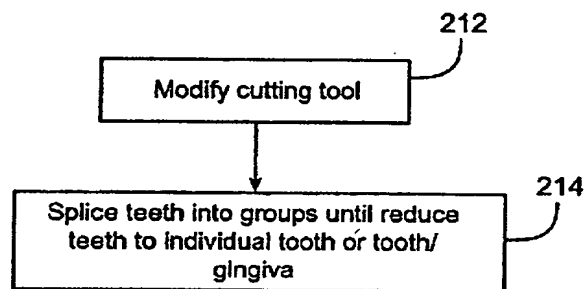 212
Modify cutting tool
214
Splice teeth into groups until reduce
teeth to individual tooth or tooth/
gingiva